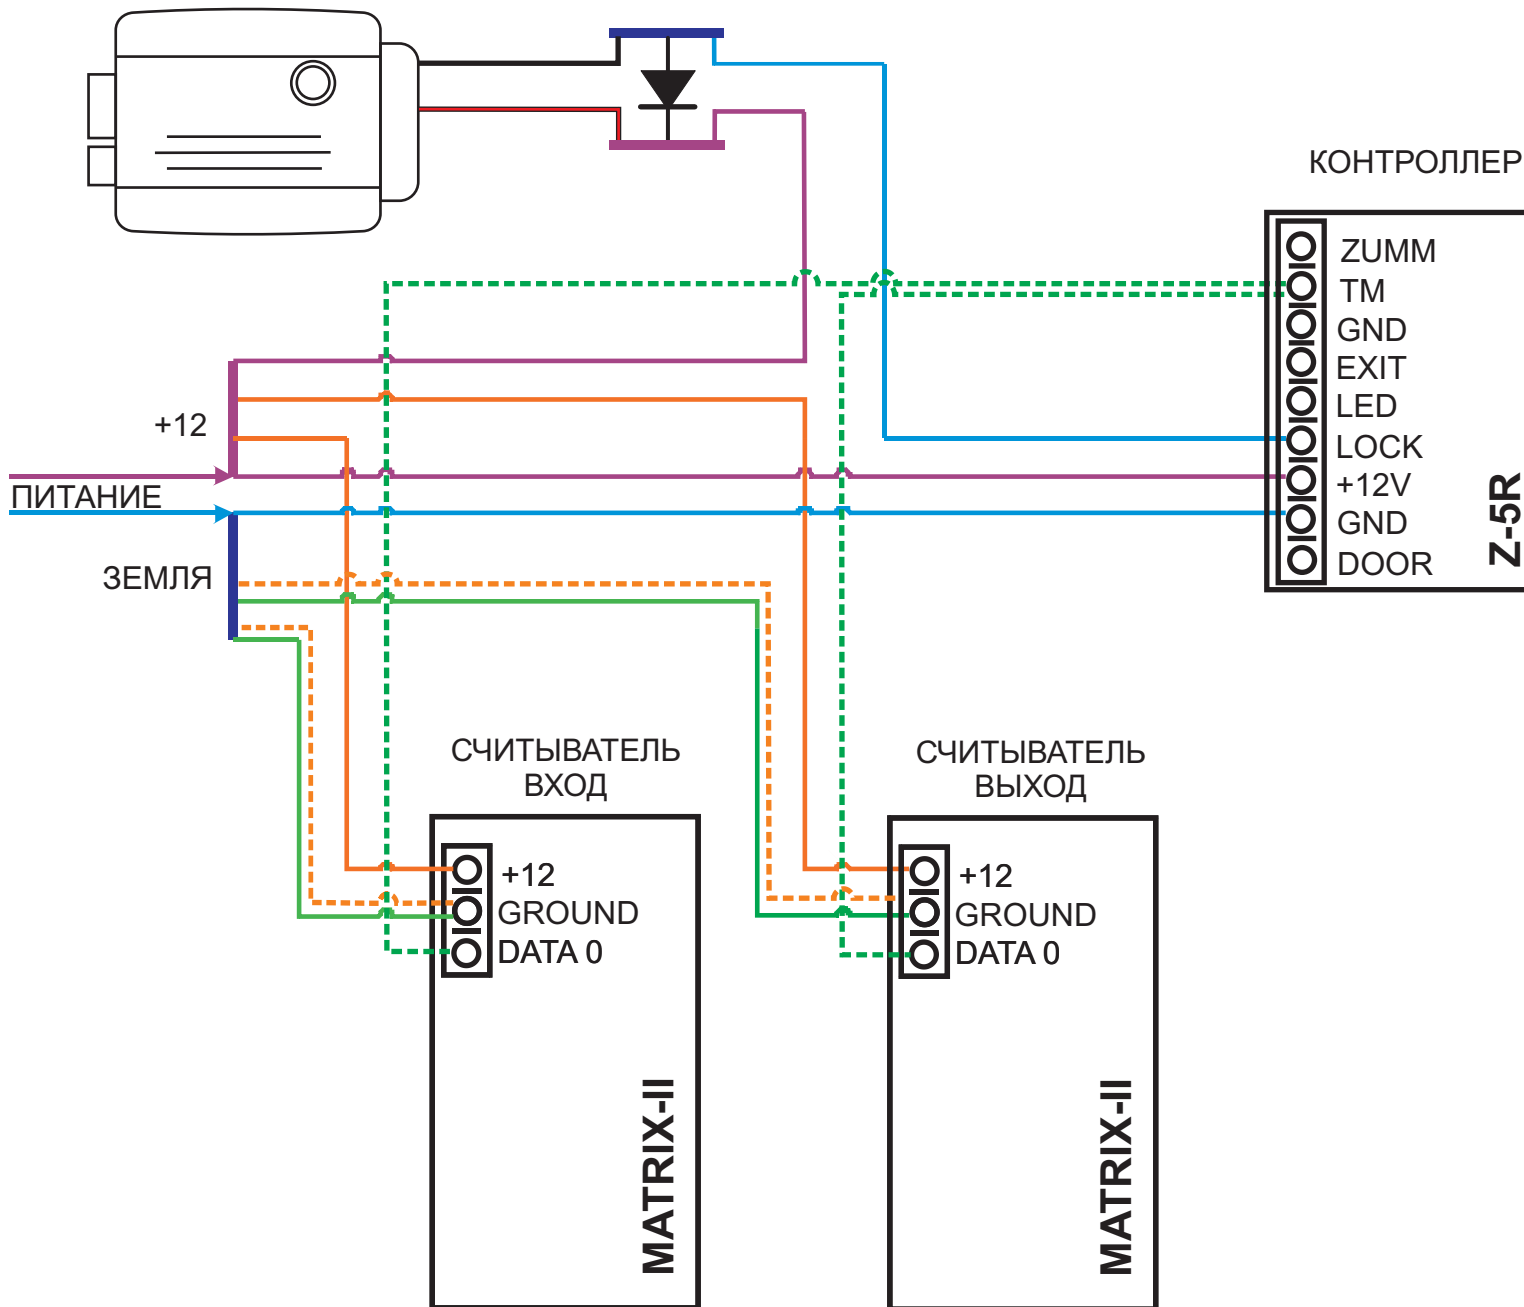 КОНТРОЛЛЕР
ZUMM
TM
GND
EXIT
LED
LOCK
+12V
GND
DOOR
Z-5R
+12
ПИТАНИЕ
ЗЕМЛЯ
СЧИТЫВАТЕЛЬ
ВХОД
+12
GROUND
DATA 0
MATRIX-II
СЧИТЫВАТЕЛЬ
ВЫХОД
+12
GROUND
DATA 0
MATRIX-II